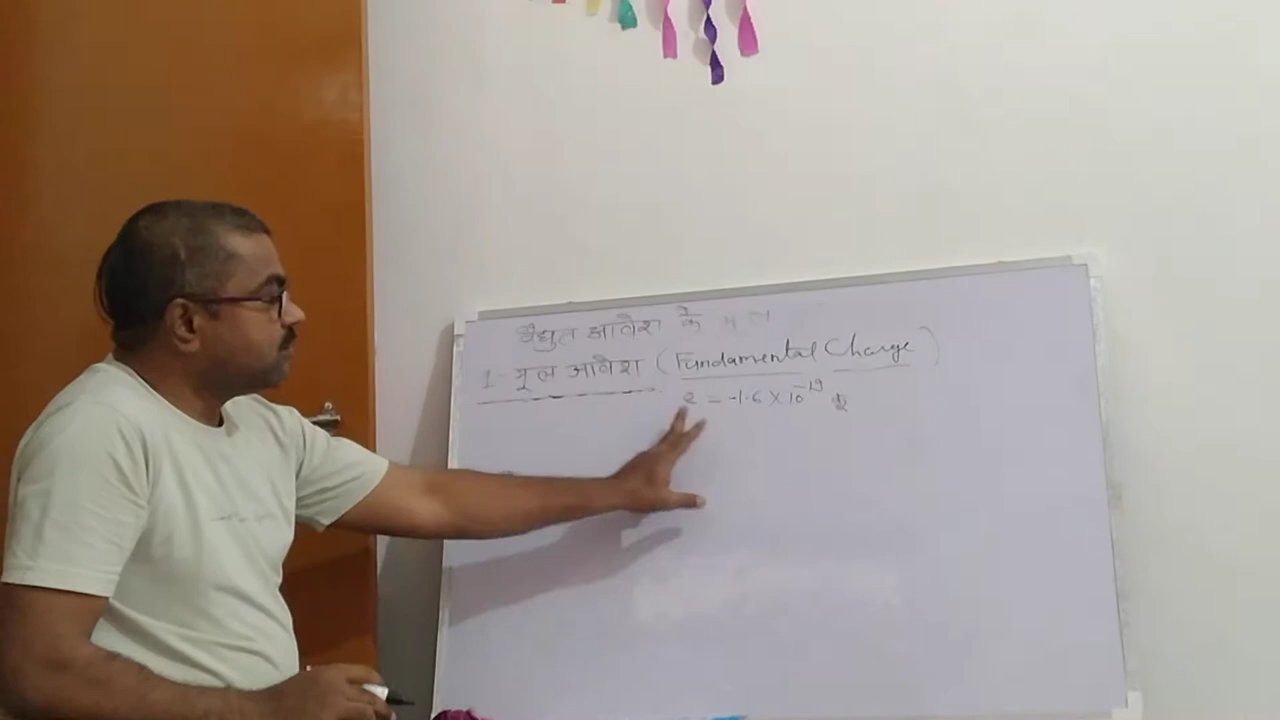 वैद्युत आवेश के
1- मूल आवेश (Fundamental Charge)
e = -1.6 X 10⁻¹⁹ कू